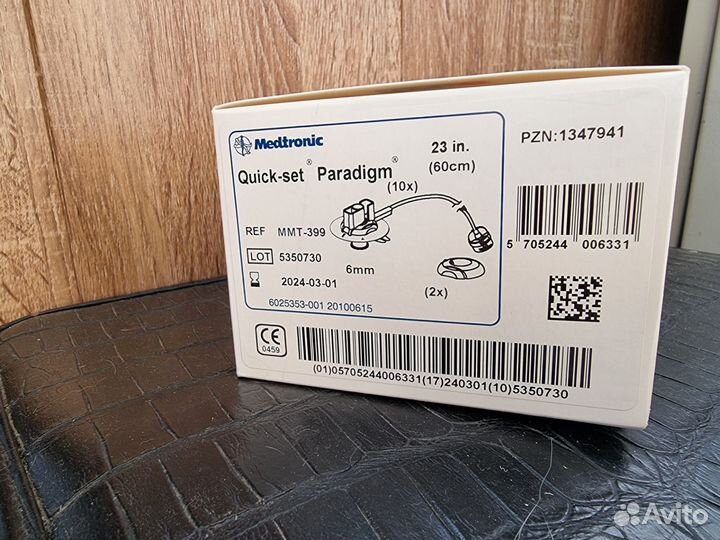 Medtronic
Quick-set® Paradigm®
(10x)
23 in.
(60cm)
PZN:1347941
REF MMT-399
LOT 5350730
2024-03-01
6mm
(2x)
6025353-001 20100615
5 705244 006331
CE
0459
(01)05705244006331(17)240301(10)5350730
Avito